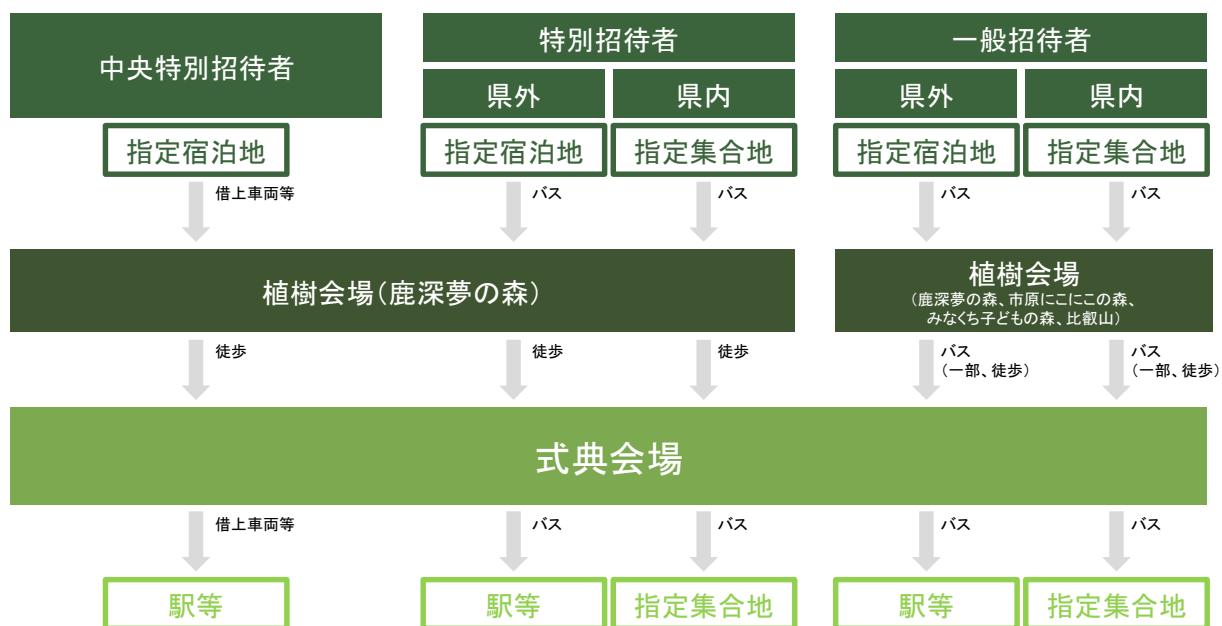 中央特別招待者
特別招待者
一般招待者
県外
県内
県外
県内
指定宿泊地
指定宿泊地
指定集合地
指定宿泊地
指定集合地
借上車両等
バス
バス
バス
バス
植樹会場(鹿深夢の森)
植樹会場
(鹿深夢の森、市原にこにこの森、
みなくち子どもの森、比叡山)
徒歩
徒歩
徒歩
バス
(一部、徒歩)
バス
(一部、徒歩)
式典会場
借上車両等
バス
バス
バス
バス
駅等
駅等
指定集合地
駅等
指定集合地